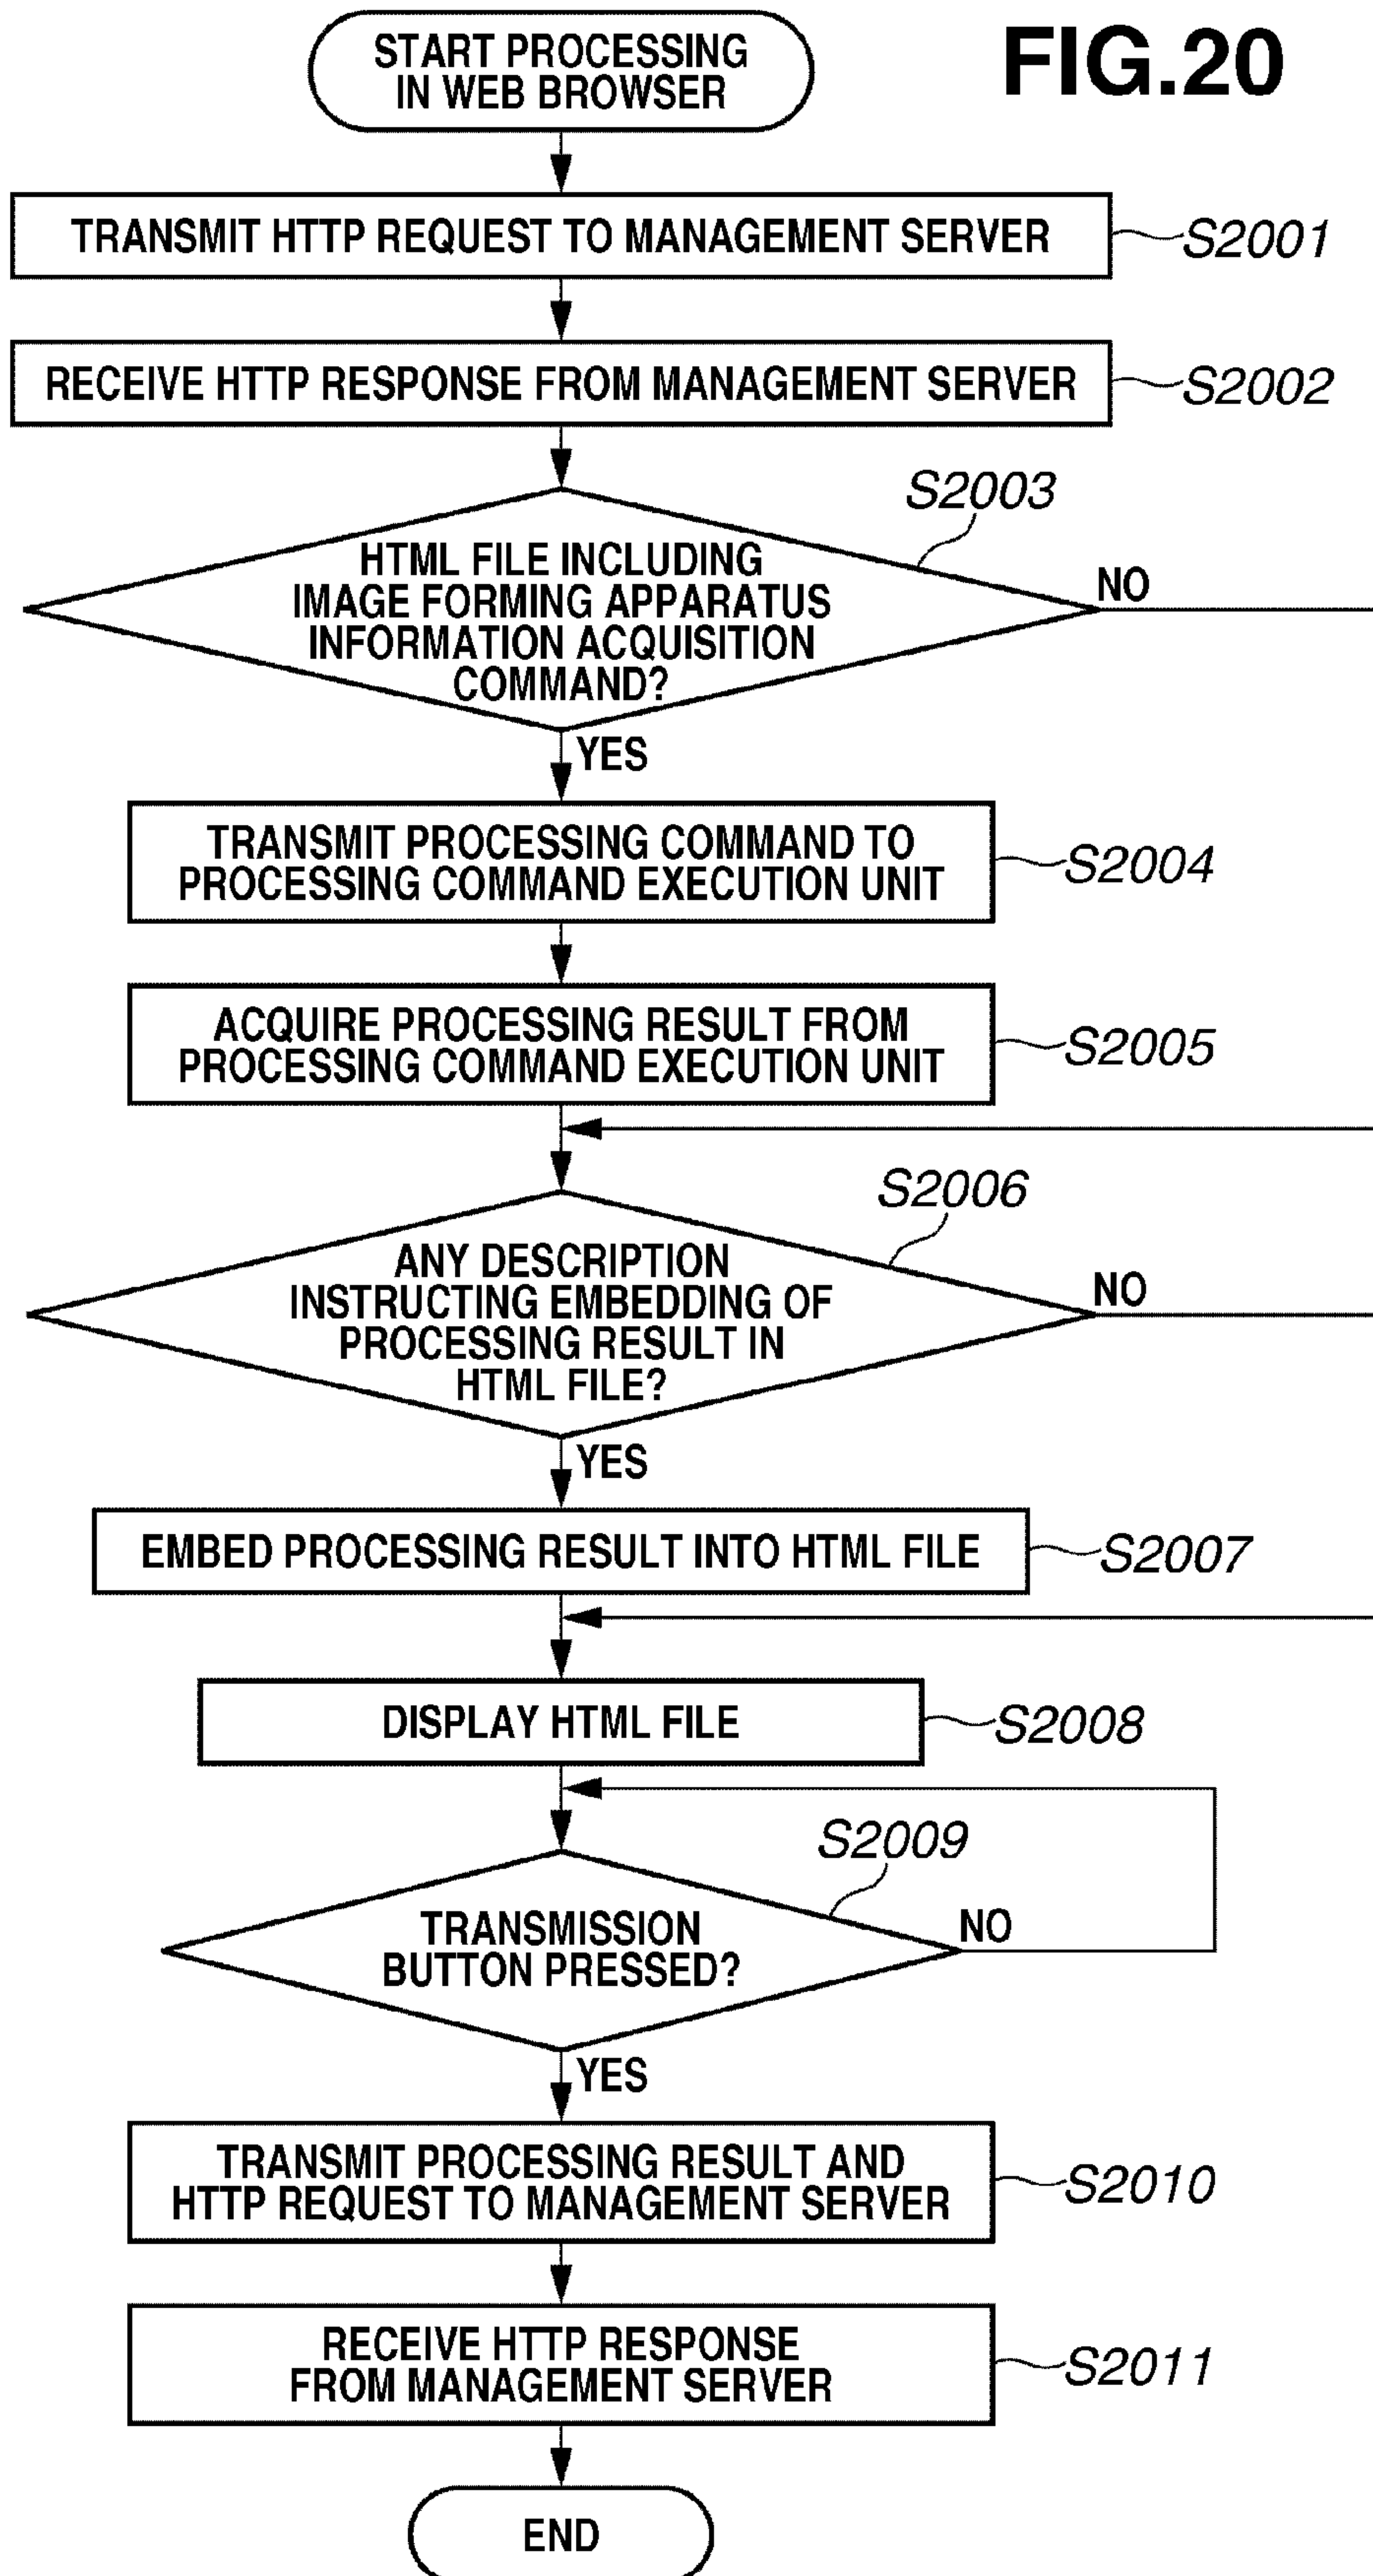 FIG.20
START PROCESSING
IN WEB BROWSER
TRANSMIT HTTP REQUEST TO MANAGEMENT SERVER
S2001
RECEIVE HTTP RESPONSE FROM MANAGEMENT SERVER
S2002
S2003
HTML FILE INCLUDING
IMAGE FORMING APPARATUS
INFORMATION ACQUISITION
COMMAND?
NO
YES
TRANSMIT PROCESSING COMMAND TO
PROCESSING COMMAND EXECUTION UNIT
S2004
ACQUIRE PROCESSING RESULT FROM
PROCESSING COMMAND EXECUTION UNIT
S2005
S2006
ANY DESCRIPTION
INSTRUCTING EMBEDDING OF
PROCESSING RESULT IN
HTML FILE?
NO
YES
EMBED PROCESSING RESULT INTO HTML FILE
S2007
DISPLAY HTML FILE
S2008
S2009
TRANSMISSION
BUTTON PRESSED?
NO
YES
TRANSMIT PROCESSING RESULT AND
HTTP REQUEST TO MANAGEMENT SERVER
S2010
RECEIVE HTTP RESPONSE
FROM MANAGEMENT SERVER
S2011
END